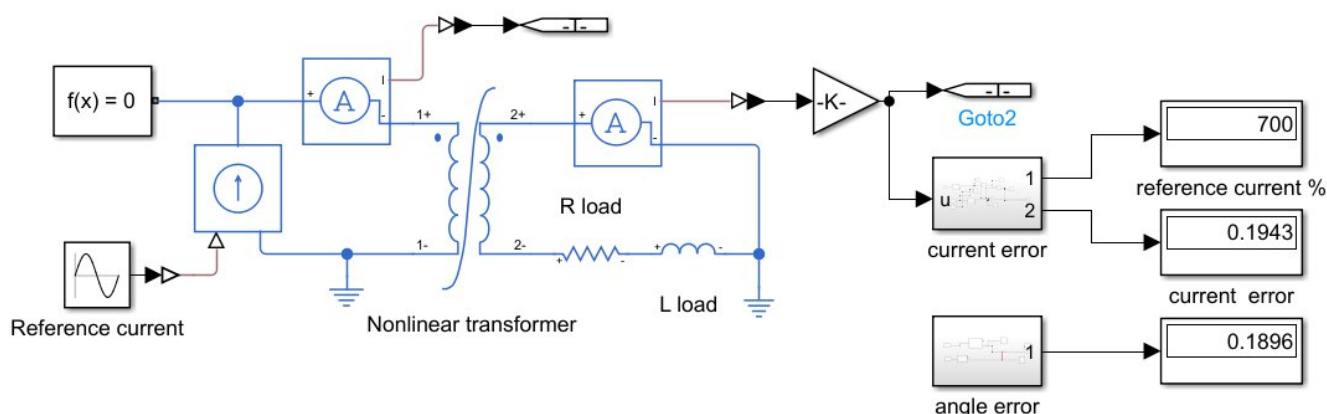 f(x) = 0
+
A
I
-
1+
2+
+
A
I
-
-K-
Goto2
700
reference current %
u
1
2
current error
0.1943
current error
R load
1-
2-
+
-
+
-
L load
Reference current
Nonlinear transformer
1
angle error
0.1896